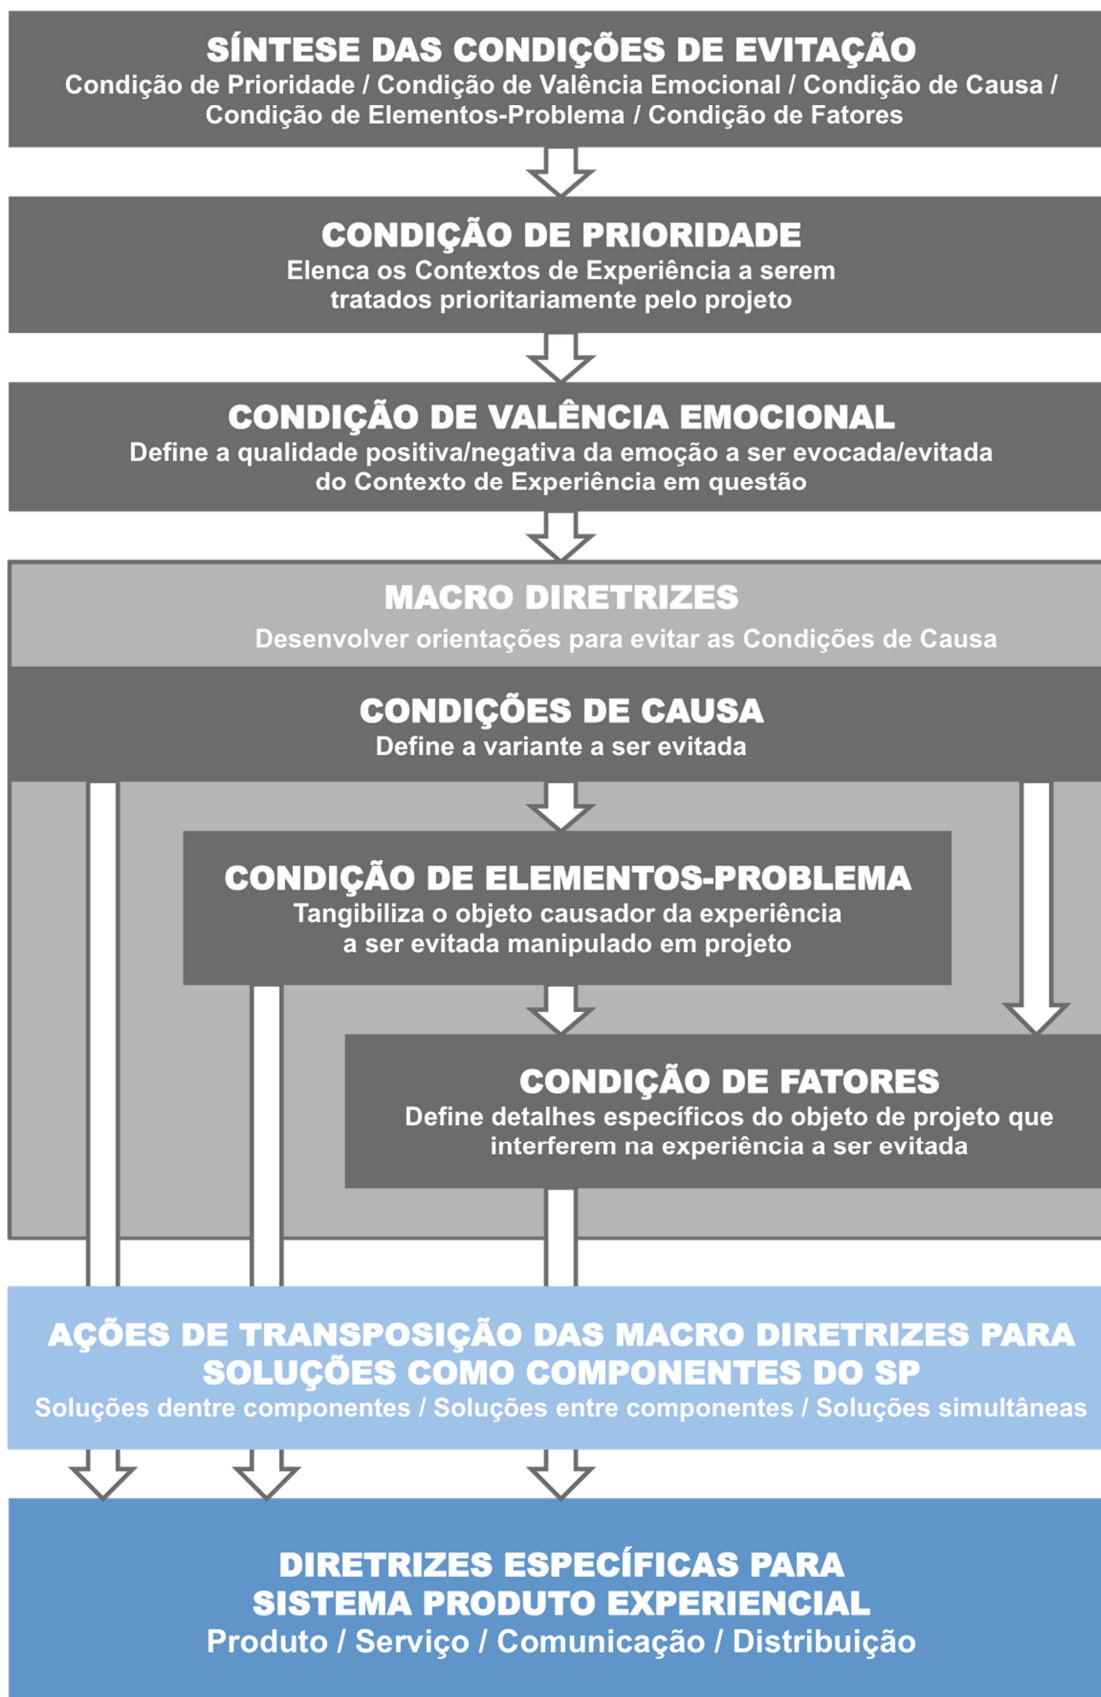 SÍNTESE DAS CONDIÇÕES DE EVITAÇÃO
Condição de Prioridade / Condição de Valência Emocional / Condição de Causa /
Condição de Elementos-Problema / Condição de Fatores
CONDIÇÃO DE PRIORIDADE
Elenca os Contextos de Experiência a serem
tratados prioritariamente pelo projeto
CONDIÇÃO DE VALÊNCIA EMOCIONAL
Define a qualidade positiva/negativa da emoção a ser evocada/evitada
do Contexto de Experiência em questão
MACRO DIRETRIZES
Desenvolver orientações para evitar as Condições de Causa
CONDIÇÕES DE CAUSA
Define a variante a ser evitada
CONDIÇÃO DE ELEMENTOS-PROBLEMA
Tangibiliza o objeto causador da experiência
a ser evitada manipulado em projeto
CONDIÇÃO DE FATORES
Define detalhes específicos do objeto de projeto que
interferem na experiência a ser evitada
AÇÕES DE TRANSPOSIÇÃO DAS MACRO DIRETRIZES PARA
SOLUÇÕES COMO COMPONENTES DO SP
Soluções dentre componentes / Soluções entre componentes / Soluções simultâneas
DIRETRIZES ESPECÍFICAS PARA
SISTEMA PRODUTO EXPERIENCIAL
Produto / Serviço / Comunicação / Distribuição